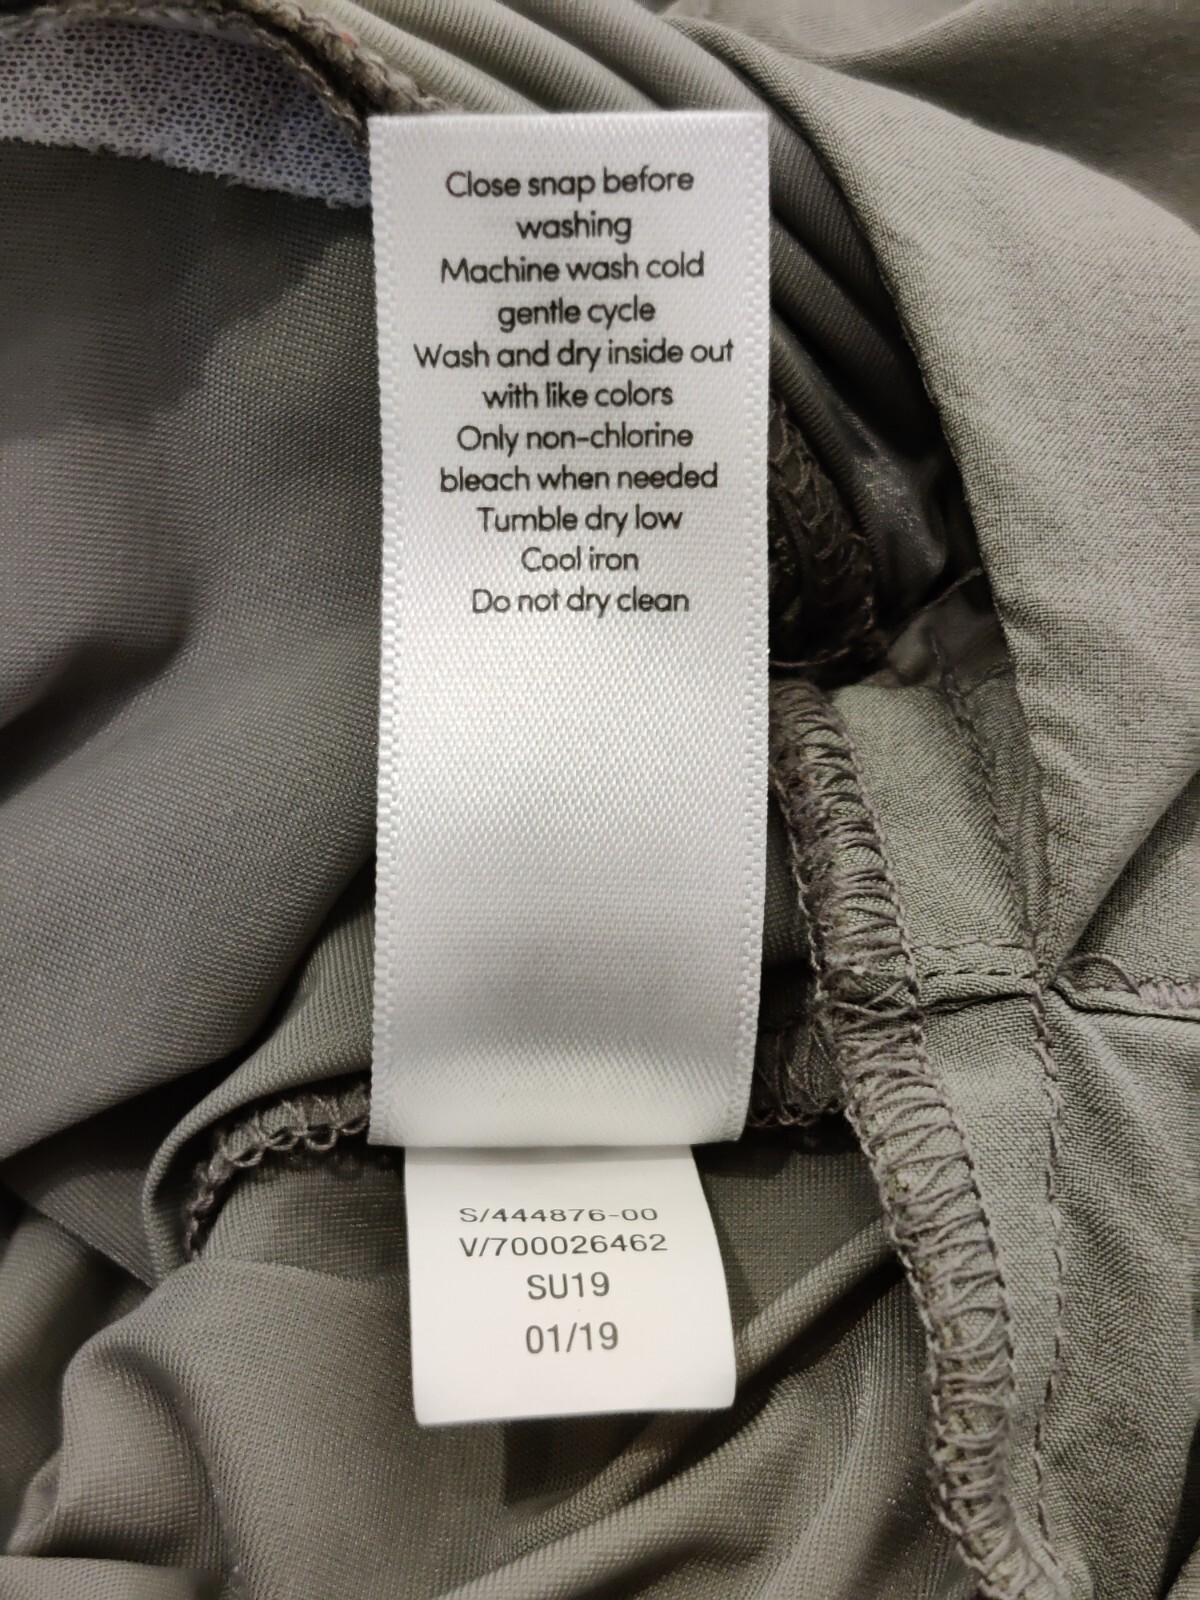 Close snap before
washing
Machine wash cold
gentle cycle
Wash and dry inside out
with like colors
Only non-chlorine
bleach when needed
Tumble dry low
Cool iron
Do not dry clean
S/444876-00
V/700026462
SU19
01/19